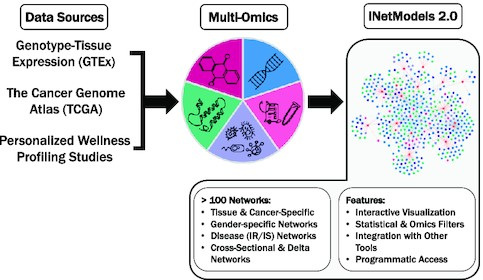 Data Sources
Genotype-Tissue
Expression (GTEx)
The Cancer Genome
Atlas (TCGA)
Personalized Wellness
Profiling Studies
Multi-Omics
INetModels 2.0
> 100 Networks:
• Tissue & Cancer-Specific
• Gender-specific Networks
• Disease (IR/IS) Networks
• Cross-Sectional & Delta
Networks
Features:
• Interactive Visualization
• Statistical & Omics Filters
• Integration with Other
Tools
• Programmatic Access